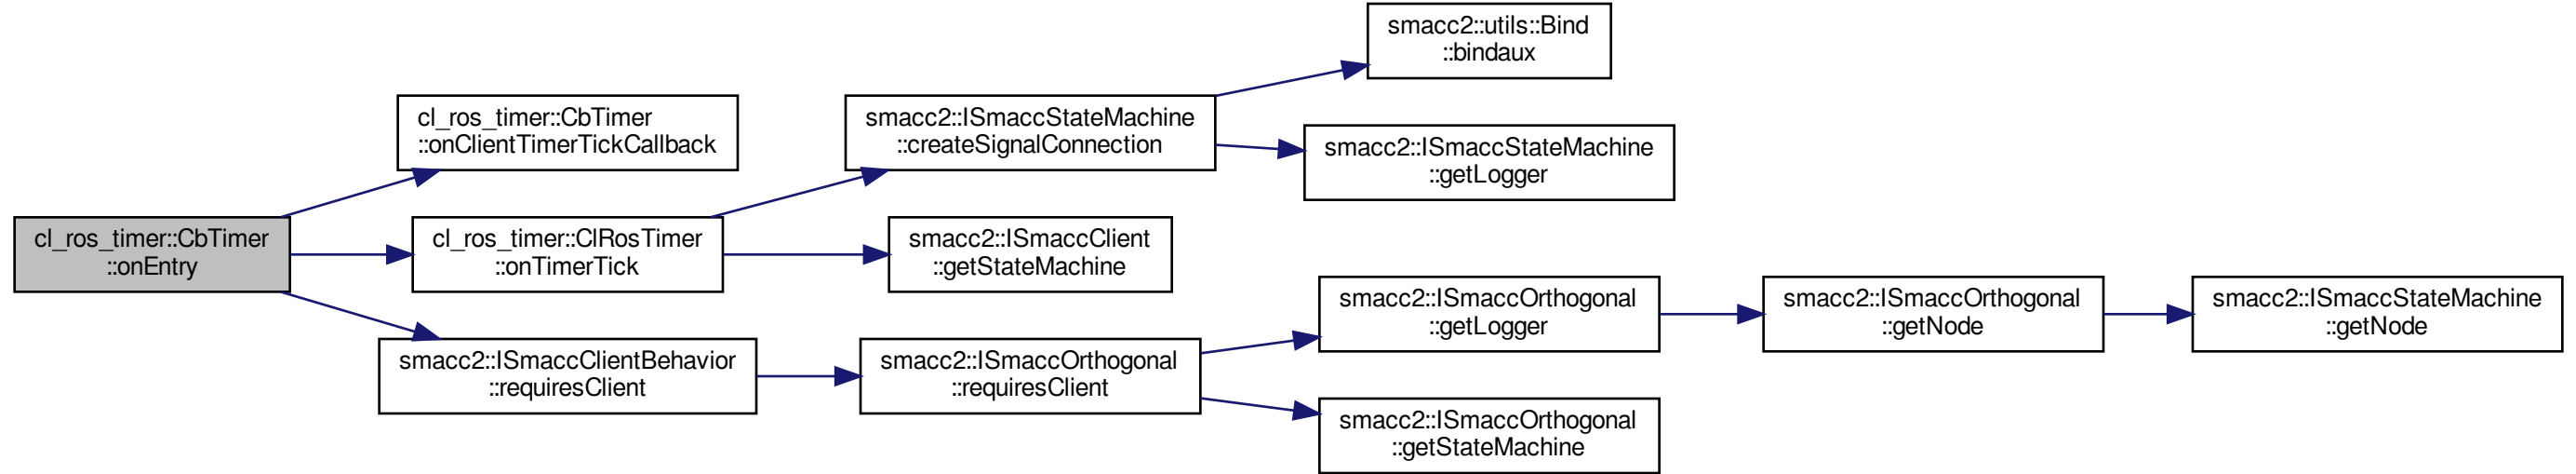 cl_ros_timer::CbTimer
::onEntry
cl_ros_timer::CbTimer
::onClientTimerTickCallback
cl_ros_timer::ClRosTimer
::onTimerTick
smacc2::ISmaccClientBehavior
::requiresClient
smacc2::ISmaccStateMachine
::createSignalConnection
smacc2::ISmaccClient
::getStateMachine
smacc2::ISmaccOrthogonal
::requiresClient
smacc2::utils::Bind
::bindaux
smacc2::ISmaccStateMachine
::getLogger
smacc2::ISmaccOrthogonal
::getLogger
smacc2::ISmaccOrthogonal
::getStateMachine
smacc2::ISmaccOrthogonal
::getNode
smacc2::ISmaccStateMachine
::getNode